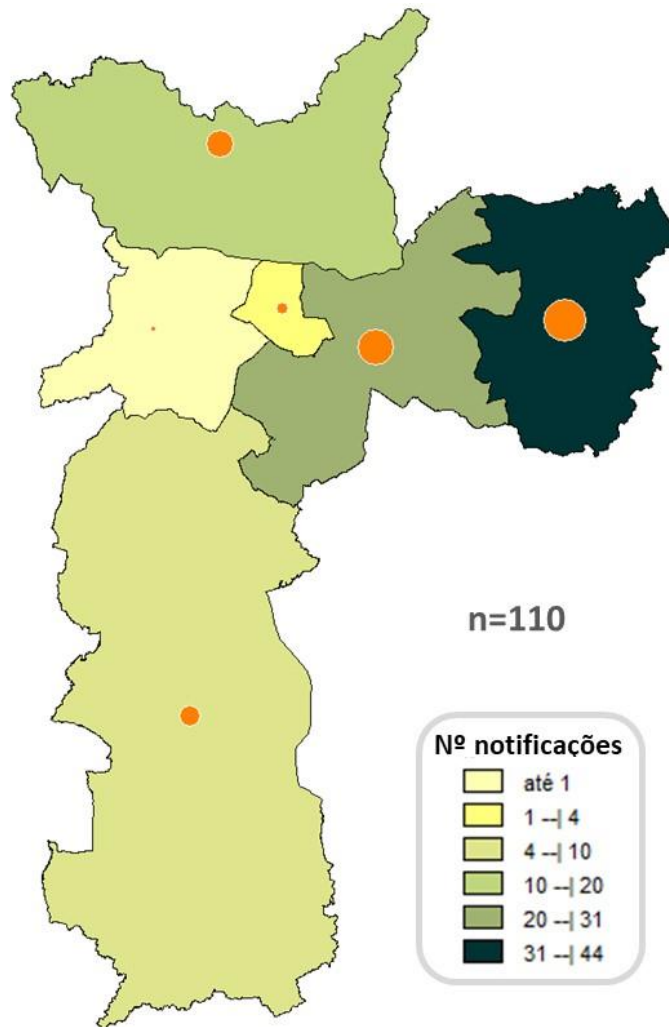 n=110
Nº notificações
até 1
1 --| 4
4 --| 10
10 --| 20
20 --| 31
31 --| 44